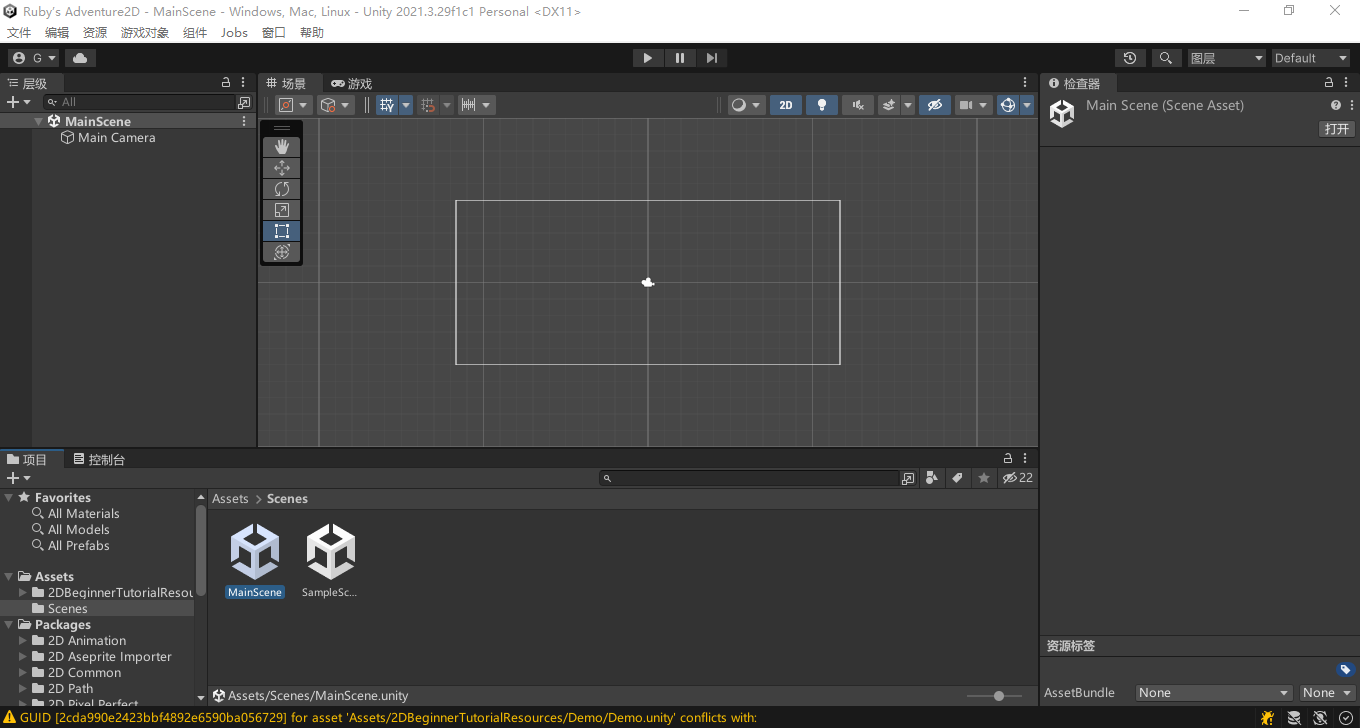 Ruby's Adventure2D - MainScene - Windows, Mac, Linux - Unity 2021.3.29f1c1 Personal <DX11>
文件 编辑 资源 游戏对象 组件 Jobs 窗口 帮助
G 图层 Default
层级 场景 游戏 检查器
All
2D
Main Scene (Scene Asset)
打开
MainScene
Main Camera
项目 控制台
22
Favorites
All Materials
All Models
All Prefabs
Assets
2DBeginnerTutorialResou
Scenes
Packages
2D Animation
2D Aseprite Importer
2D Common
2D Path
2D Pixel Perfect
Assets > Scenes
MainScene SampleSc...
Assets/Scenes/MainScene.unity
资源标签
AssetBundle None None
GUID [2cda990e2423bbf4892e6590ba056729] for asset 'Assets/2DBeginnerTutorialResources/Demo/Demo.unity' conflicts with: